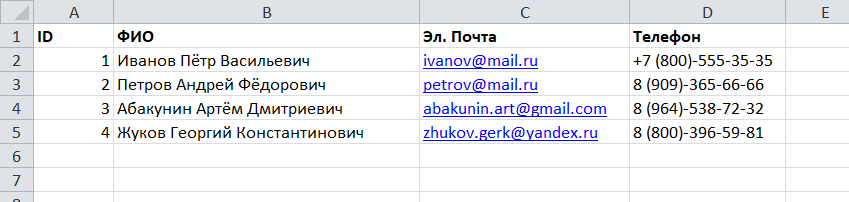 A B C D E
1 ID ФИО Эл. Почта Телефон
2 1 Иванов Пётр Васильевич ivanov@mail.ru +7 (800)-555-35-35
3 2 Петров Андрей Фёдорович petrov@mail.ru 8 (909)-365-66-66
4 3 Абакунин Артём Дмитриевич abakunin.art@gmail.com 8 (964)-538-72-32
5 4 Жуков Георгий Константинович zhukov.gerk@yandex.ru 8 (800)-396-59-81
6
7